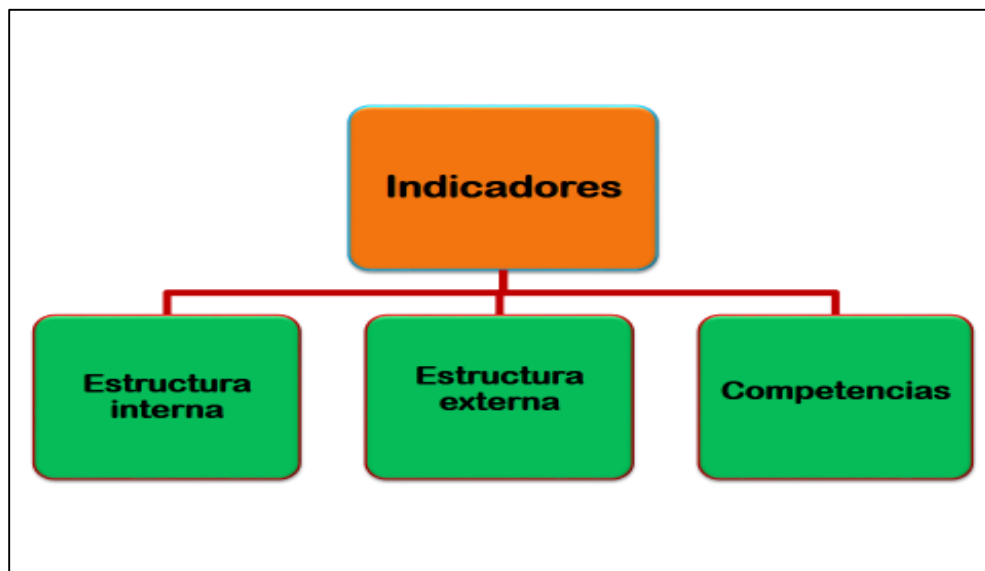 Indicadores
Estructura
interna
Estructura
externa
Competencias